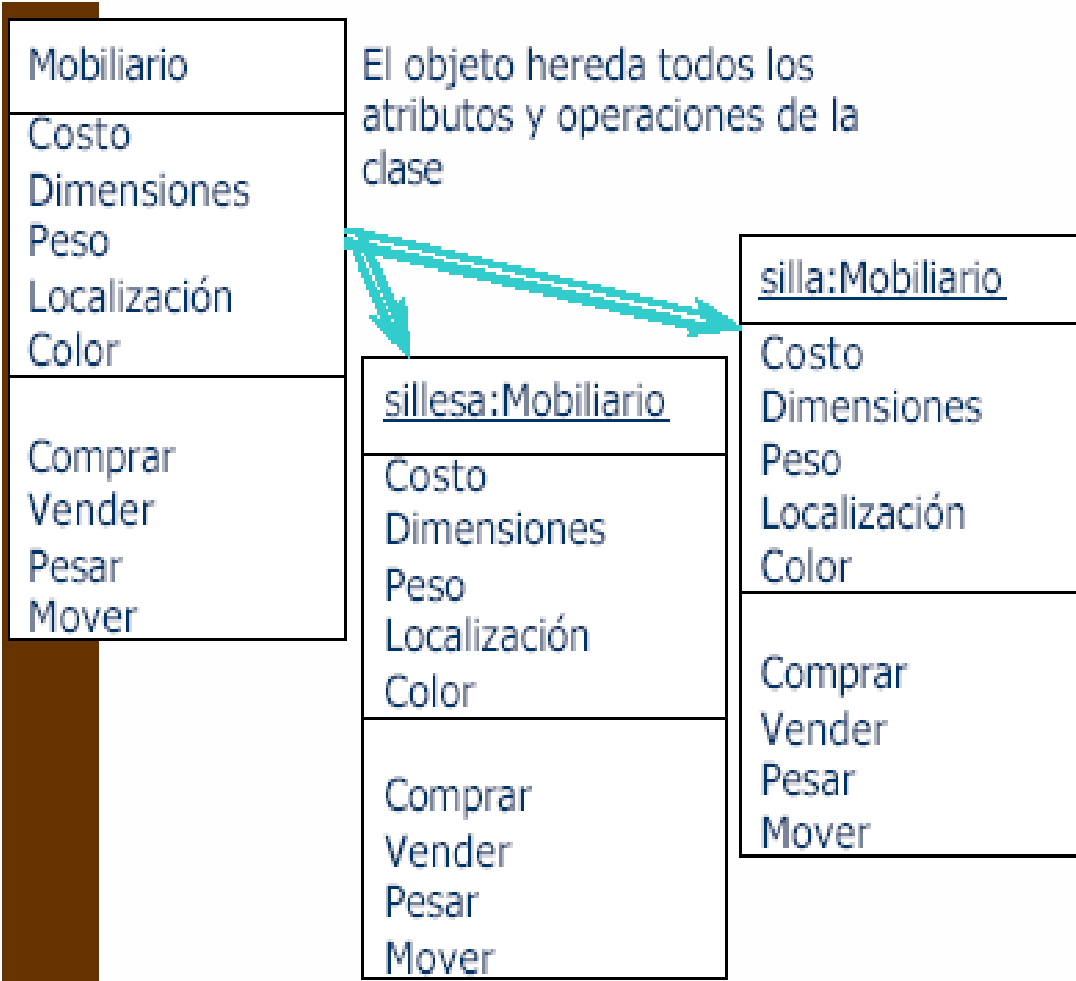 Mobiliario
Costo
Dimensiones
Peso
Localización
Color
Comprar
Vender
Pesar
Mover
El objeto hereda todos los
atributos y operaciones de la
clase
sillesa:Mobiliario
Costo
Dimensiones
Peso
Localización
Color
Comprar
Vender
Pesar
Mover
silla:Mobiliario
Costo
Dimensiones
Peso
Localización
Color
Comprar
Vender
Pesar
Mover